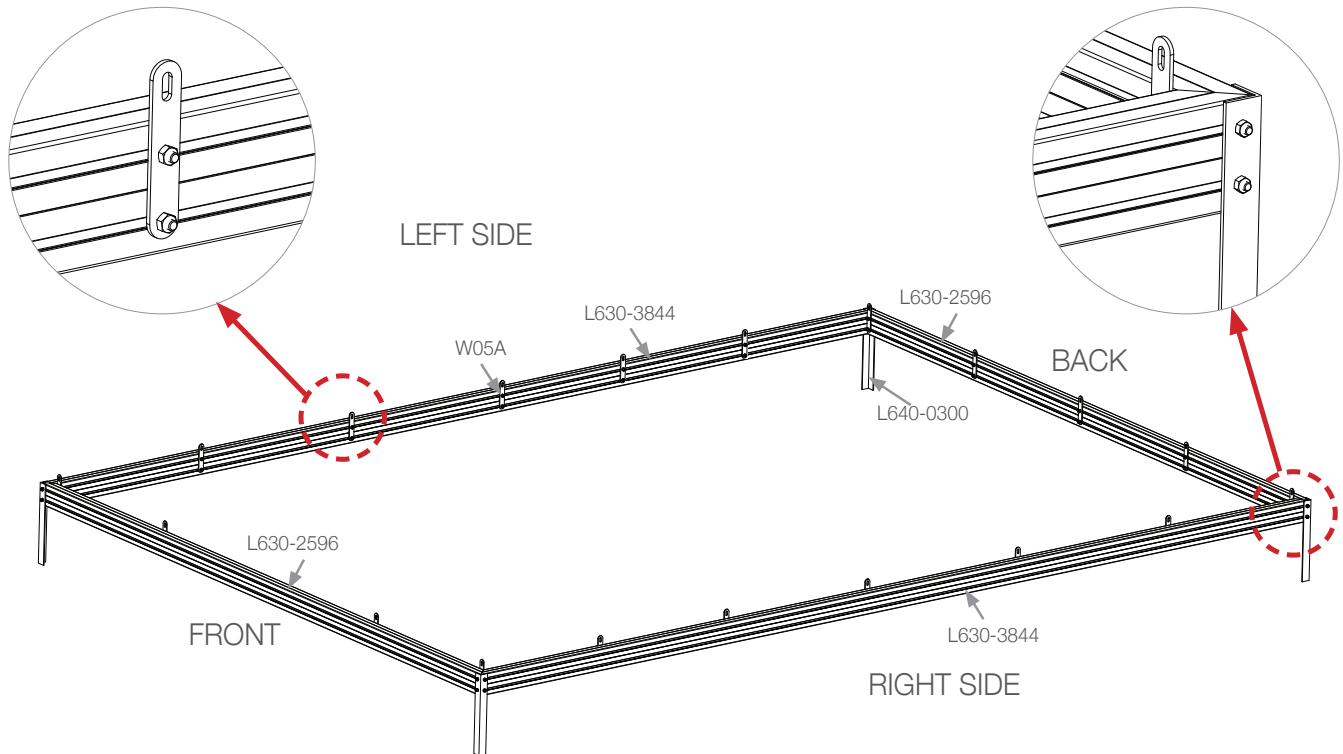 LEFT SIDE
L630-3844
L630-2596
W05A
BACK
L640-0300
L630-2596
FRONT
L630-3844
RIGHT SIDE